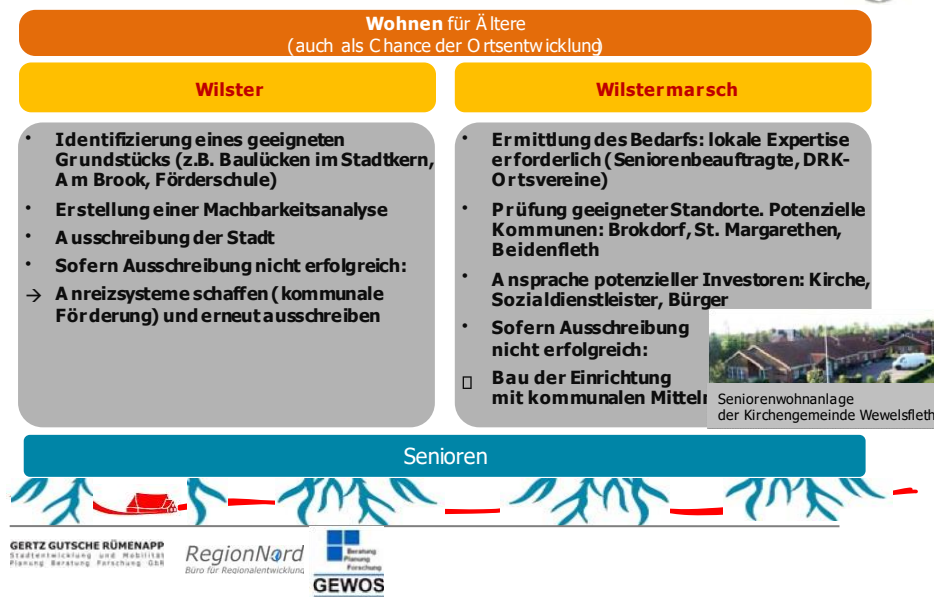 Wohnen für Ältere
(auch als Chance der Ortsentwicklung)
Wilster
• Identifizierung eines geeigneten
Grundstücks (z.B. Baulücken im Stadtkern,
Am Brook, Förderschule)
• Erstellung einer Machbarkeitsanalyse
• Ausschreibung der Stadt
• Sofern Ausschreibung nicht erfolgreich:
→ Anreizsysteme schaffen (kommunale
Förderung) und erneut ausschreiben
Wilstermarsch
• Ermittlung des Bedarfs: lokale Expertise
erforderlich (Seniorenbeauftragte, DRK-
Ortsvereine)
• Prüfung geeigneter Standorte. Potenzielle
Kommunen: Brokdorf, St. Margarethen,
Beidenfleth
• Ansprache potenzieller Investoren: Kirche,
Sozialdienstleister, Bürger
• Sofern Ausschreibung
nicht erfolgreich:
Bau der Einrichtung
mit kommunalen Mitteln
Seniorenwohnanlage
der Kirchengemeinde Wewelsfleth
Senioren
GERTZ GUTSCHE RÜMENAPP
Stadtentwicklung und Mobilität
Planung Beratung Forschung GbR
RegionNord
Büro für Regionalentwicklung
Beratung
Planung
Forschung
GEWOS